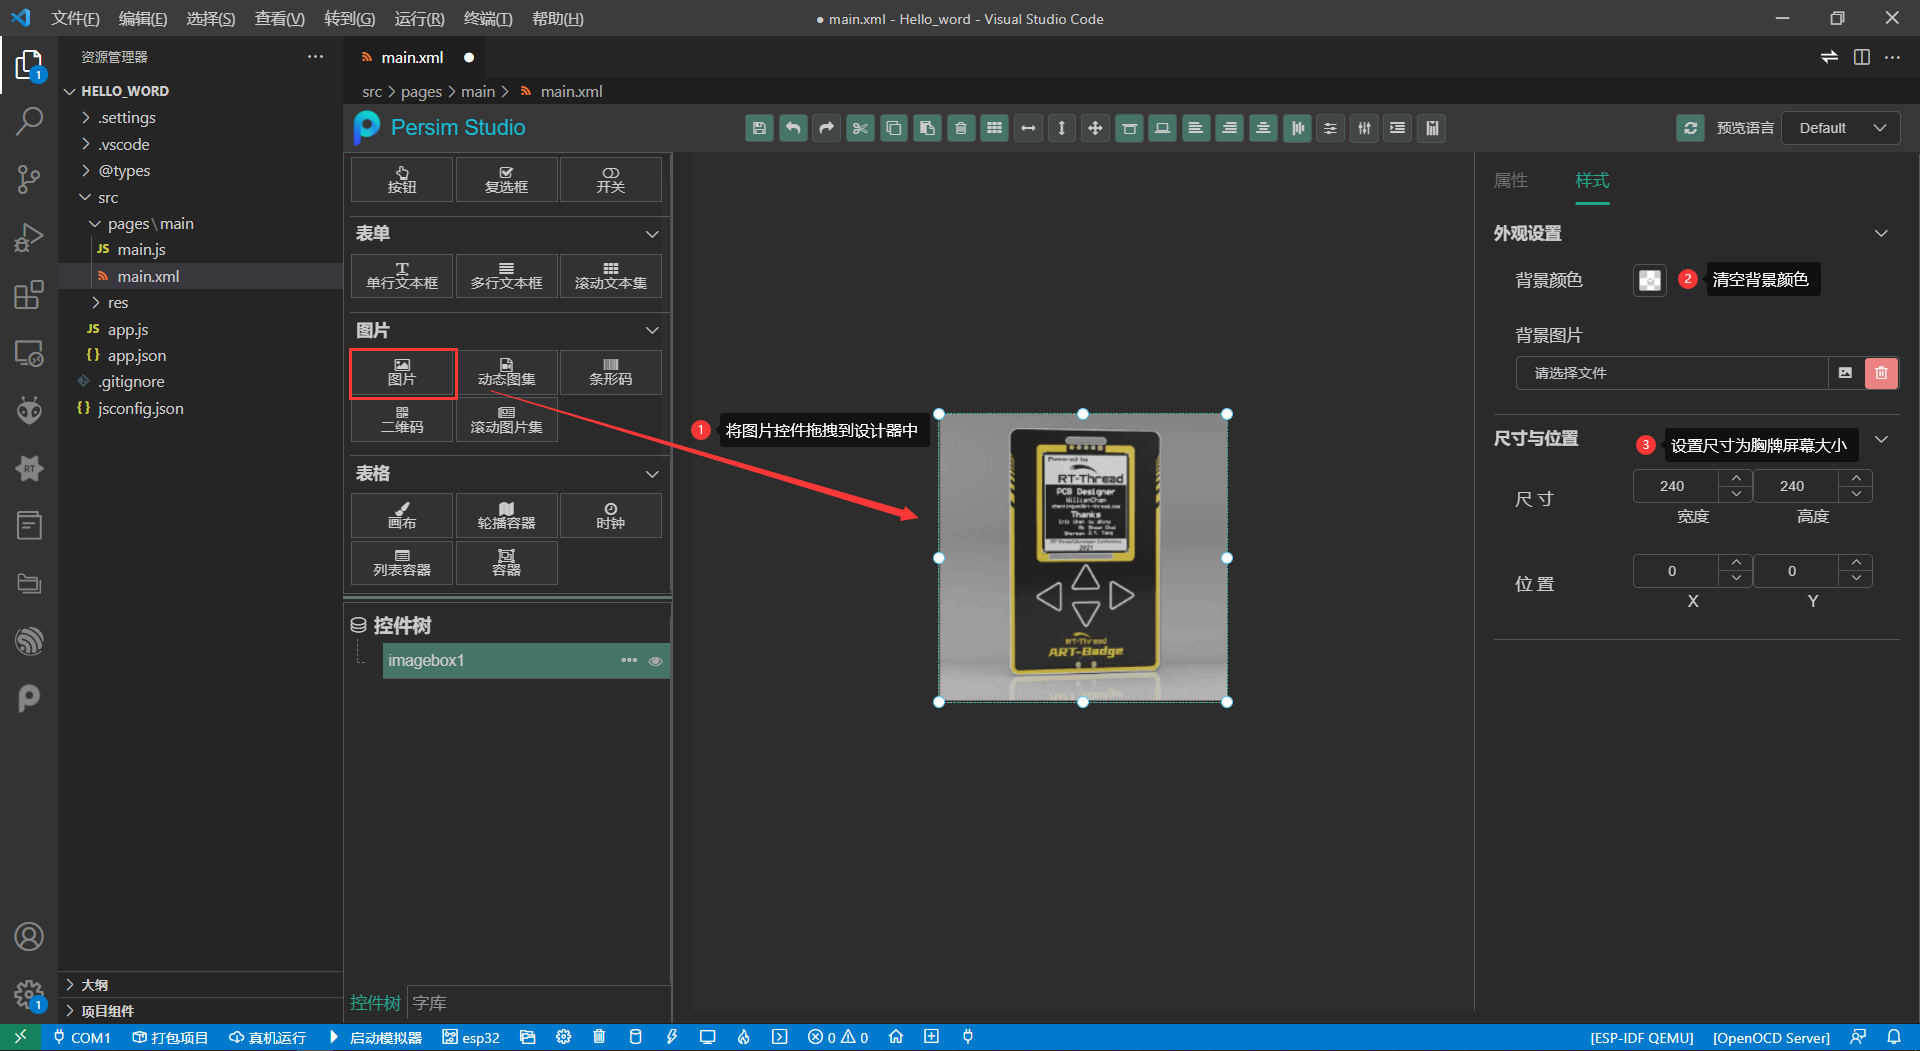 文件(F) 编辑(E) 选择(S) 查看(V) 转到(G) 运行(R) 终端(T) 帮助(H)
● main.xml - Hello_word - Visual Studio Code
资源管理器
main.xml
HELLO_WORD
.settings
.vscode
@types
src
pages\main
JS main.js
main.xml
res
JS app.js
{} app.json
.gitignore
{} jsconfig.json
大纲
项目组件
1
1
RT
src > pages > main > main.xml
Persim Studio
预览语言 Default
按钮 复选框 开关
表单
单行文本框 多行文本框 滚动文本集
图片
图片 动态图集 条形码
二维码 滚动图片集
表格
画布 轮播容器 时钟
列表容器 容器
控件树
imagebox1
控件树 字库
1 将图片控件拖拽到设计器中
Powered by
RT-Thread
PCB Designer
WillianChan
Thanks
2021
RT-Thread
ART-Badge
属性 样式
外观设置
背景颜色 2 清空背景颜色
背景图片
请选择文件
尺寸与位置 3 设置尺寸为胸牌屏幕大小
尺寸 240 240
宽度 高度
位置 0 0
X Y
COM1 打包项目 真机运行 启动模拟器 esp32 0 0 [ESP-IDF QEMU] [OpenOCD Server]